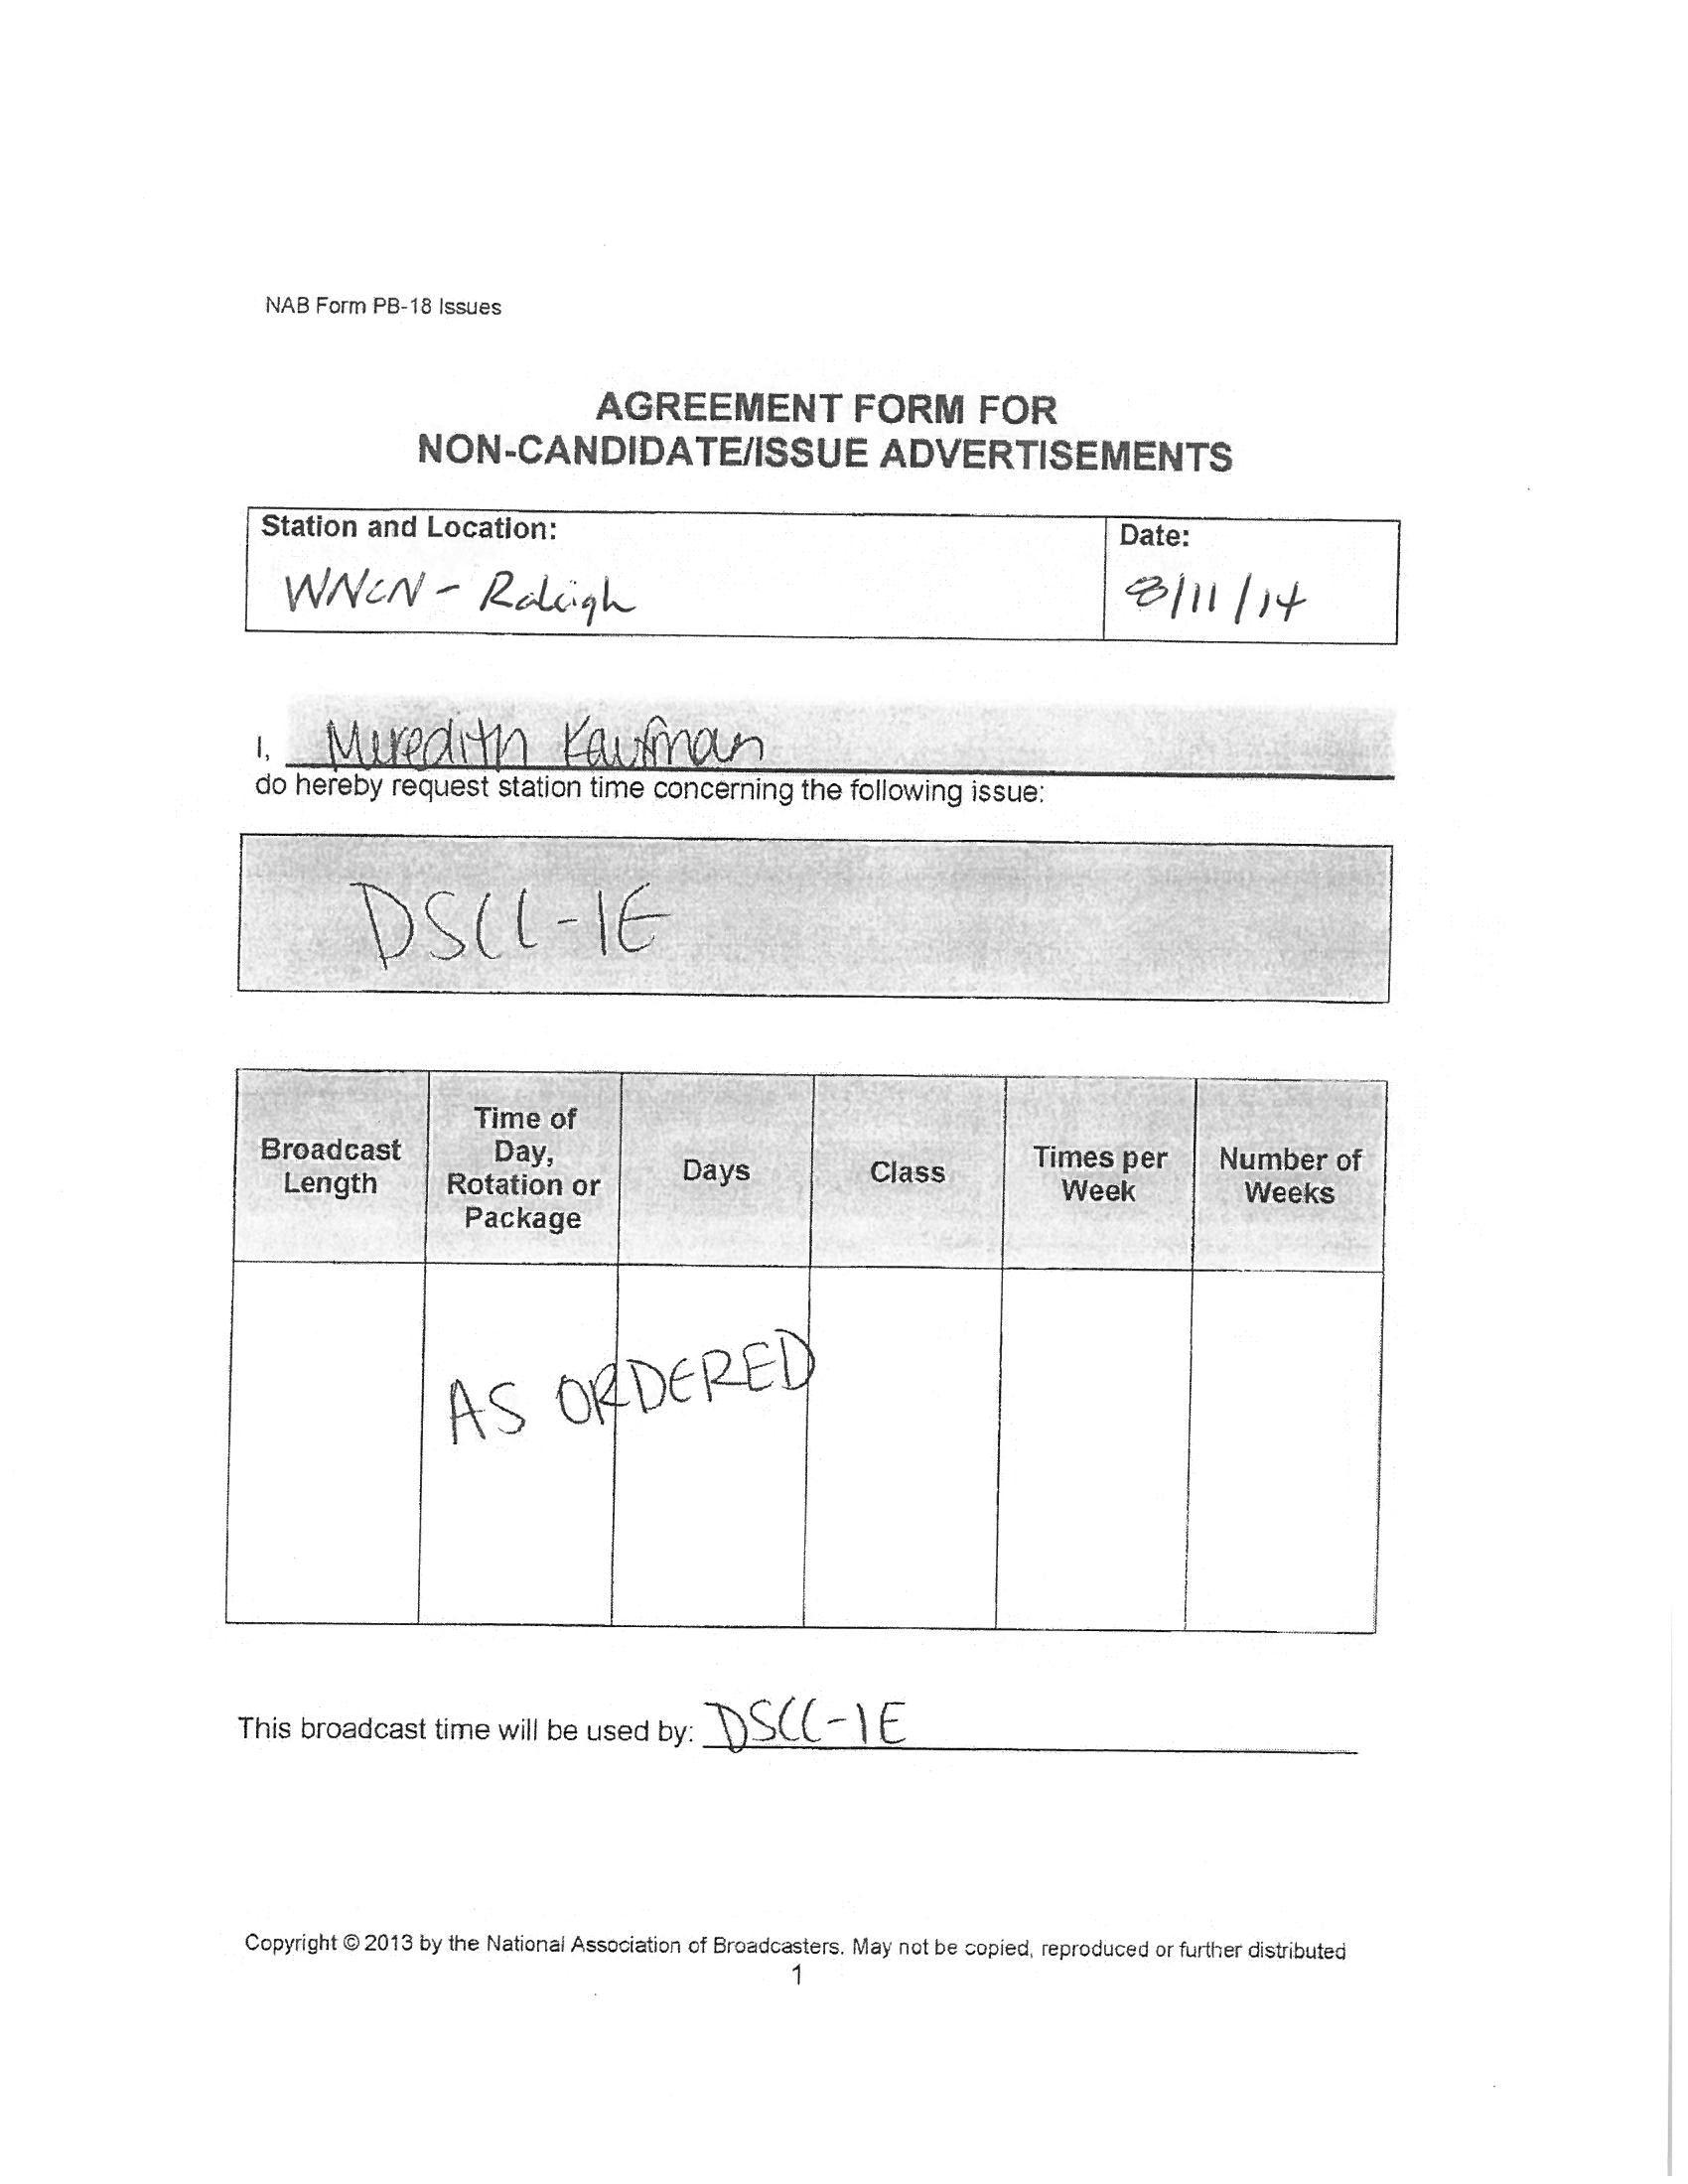 NAB Form PB-18 Issues
AGREEMENT FORM FOR
NON-CANDIDATE/ISSUE ADVERTISEMENTS
Station and Location:
Date:
WNCN - Raleigh
8/11/14
I, Meredith Kaufman
do hereby request station time concerning the following issue:
DSCC-IE
Broadcast Length
Time of Day, Rotation or Package
Days
Class
Times per Week
Number of Weeks
AS ORDERED
This broadcast time will be used by: DSCC-IE
Copyright © 2013 by the National Association of Broadcasters. May not be copied, reproduced or further distributed
1